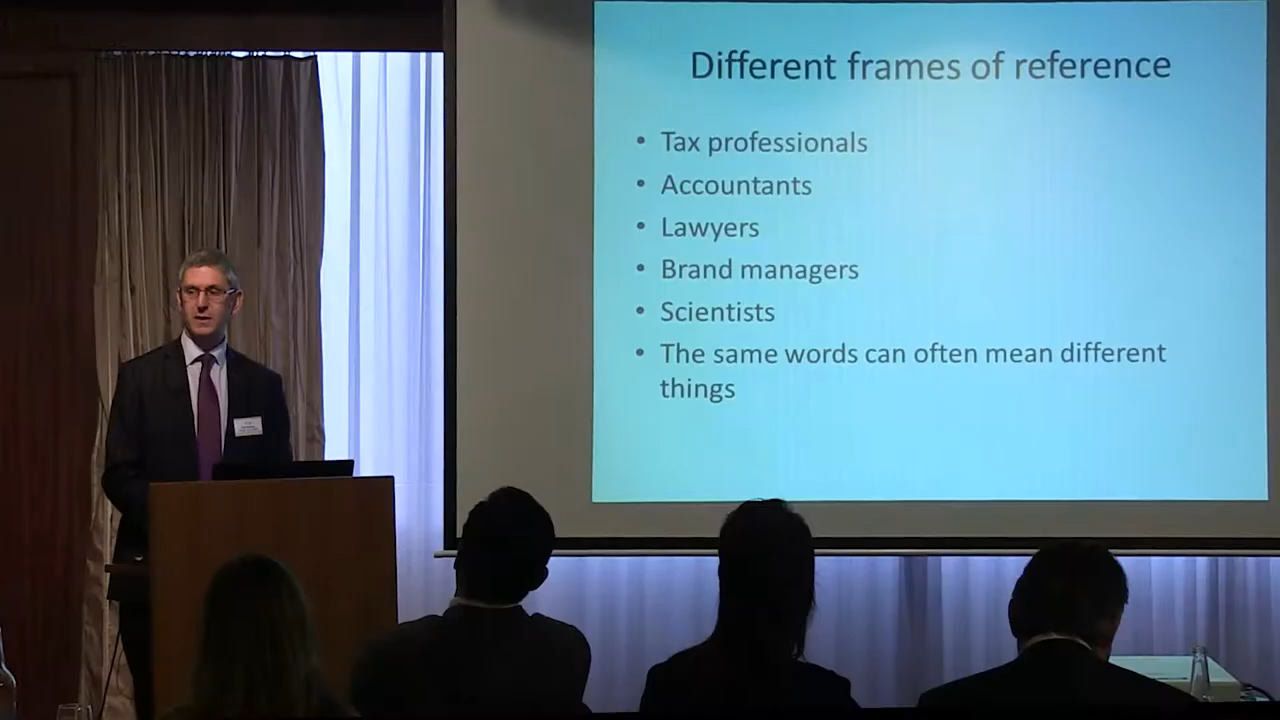 Different frames of reference
• Tax professionals
• Accountants
• Lawyers
• Brand managers
• Scientists
• The same words can often mean different
things